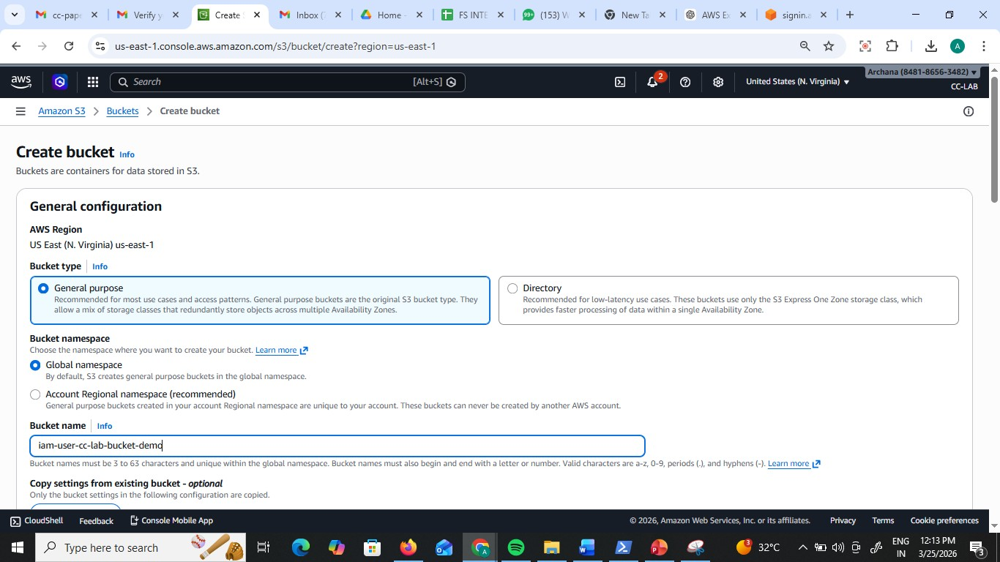 cc-pape
Verify y
Create
Inbox (
Home -
FS INTE
(153) W
New Ta
AWS Ex
signin.a
us-east-1.console.aws.amazon.com/s3/bucket/create?region=us-east-1
A
aws
Search
[Alt+S]
2
United States (N. Virginia)
Archana (8481-8656-3482)
CC-LAB
Amazon S3 > Buckets > Create bucket
Create bucket Info
Buckets are containers for data stored in S3.
General configuration
AWS Region
US East (N. Virginia) us-east-1
Bucket type Info
General purpose
Recommended for most use cases and access patterns. General purpose buckets are the original S3 bucket type. They
allow a mix of storage classes that redundantly store objects across multiple Availability Zones.
Directory
Recommended for low-latency use cases. These buckets use only the S3 Express One Zone storage class, which
provides faster processing of data within a single Availability Zone.
Bucket namespace
Choose the namespace where you want to create your bucket. Learn more
Global namespace
By default, S3 creates general purpose buckets in the global namespace.
Account Regional namespace (recommended)
General purpose buckets created in your account Regional namespace are unique to your account. These buckets can never be created by another AWS account.
Bucket name Info
iam-user-cc-lab-bucket-demo
Bucket names must be 3 to 63 characters and unique within the global namespace. Bucket names must also begin and end with a letter or number. Valid characters are a-z, 0-9, periods (.), and hyphens (-). Learn more
Copy settings from existing bucket - optional
Only the bucket settings in the following configuration are copied.
CloudShell
Feedback
Console Mobile App
© 2026, Amazon Web Services, Inc. or its affiliates.
Privacy
Terms
Cookie preferences
Type here to search
32°C
ENG
IN
12:13 PM
3/25/2026
3